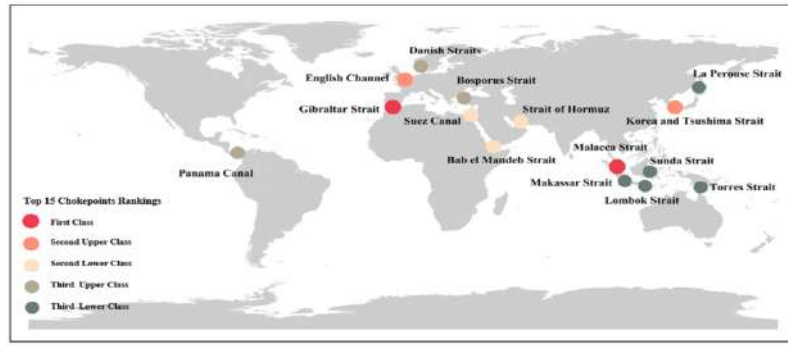 Danish Straits
La Perouse Strait
English Channel
Bosporus Strait
Gibraltar Strait
Strait of Hormuz
Suez Canal
Korea and Tsushima Strait
Malacca Strait
Bab el Mandeb Strait
Sunda Strait
Panama Canal
Makassar Strait
Torres Strait
Lombok Strait
Top 15 Chokepoints Rankings
First Class
Second Upper Class
Second Lower Class
Third Upper Class
Third Lower Class